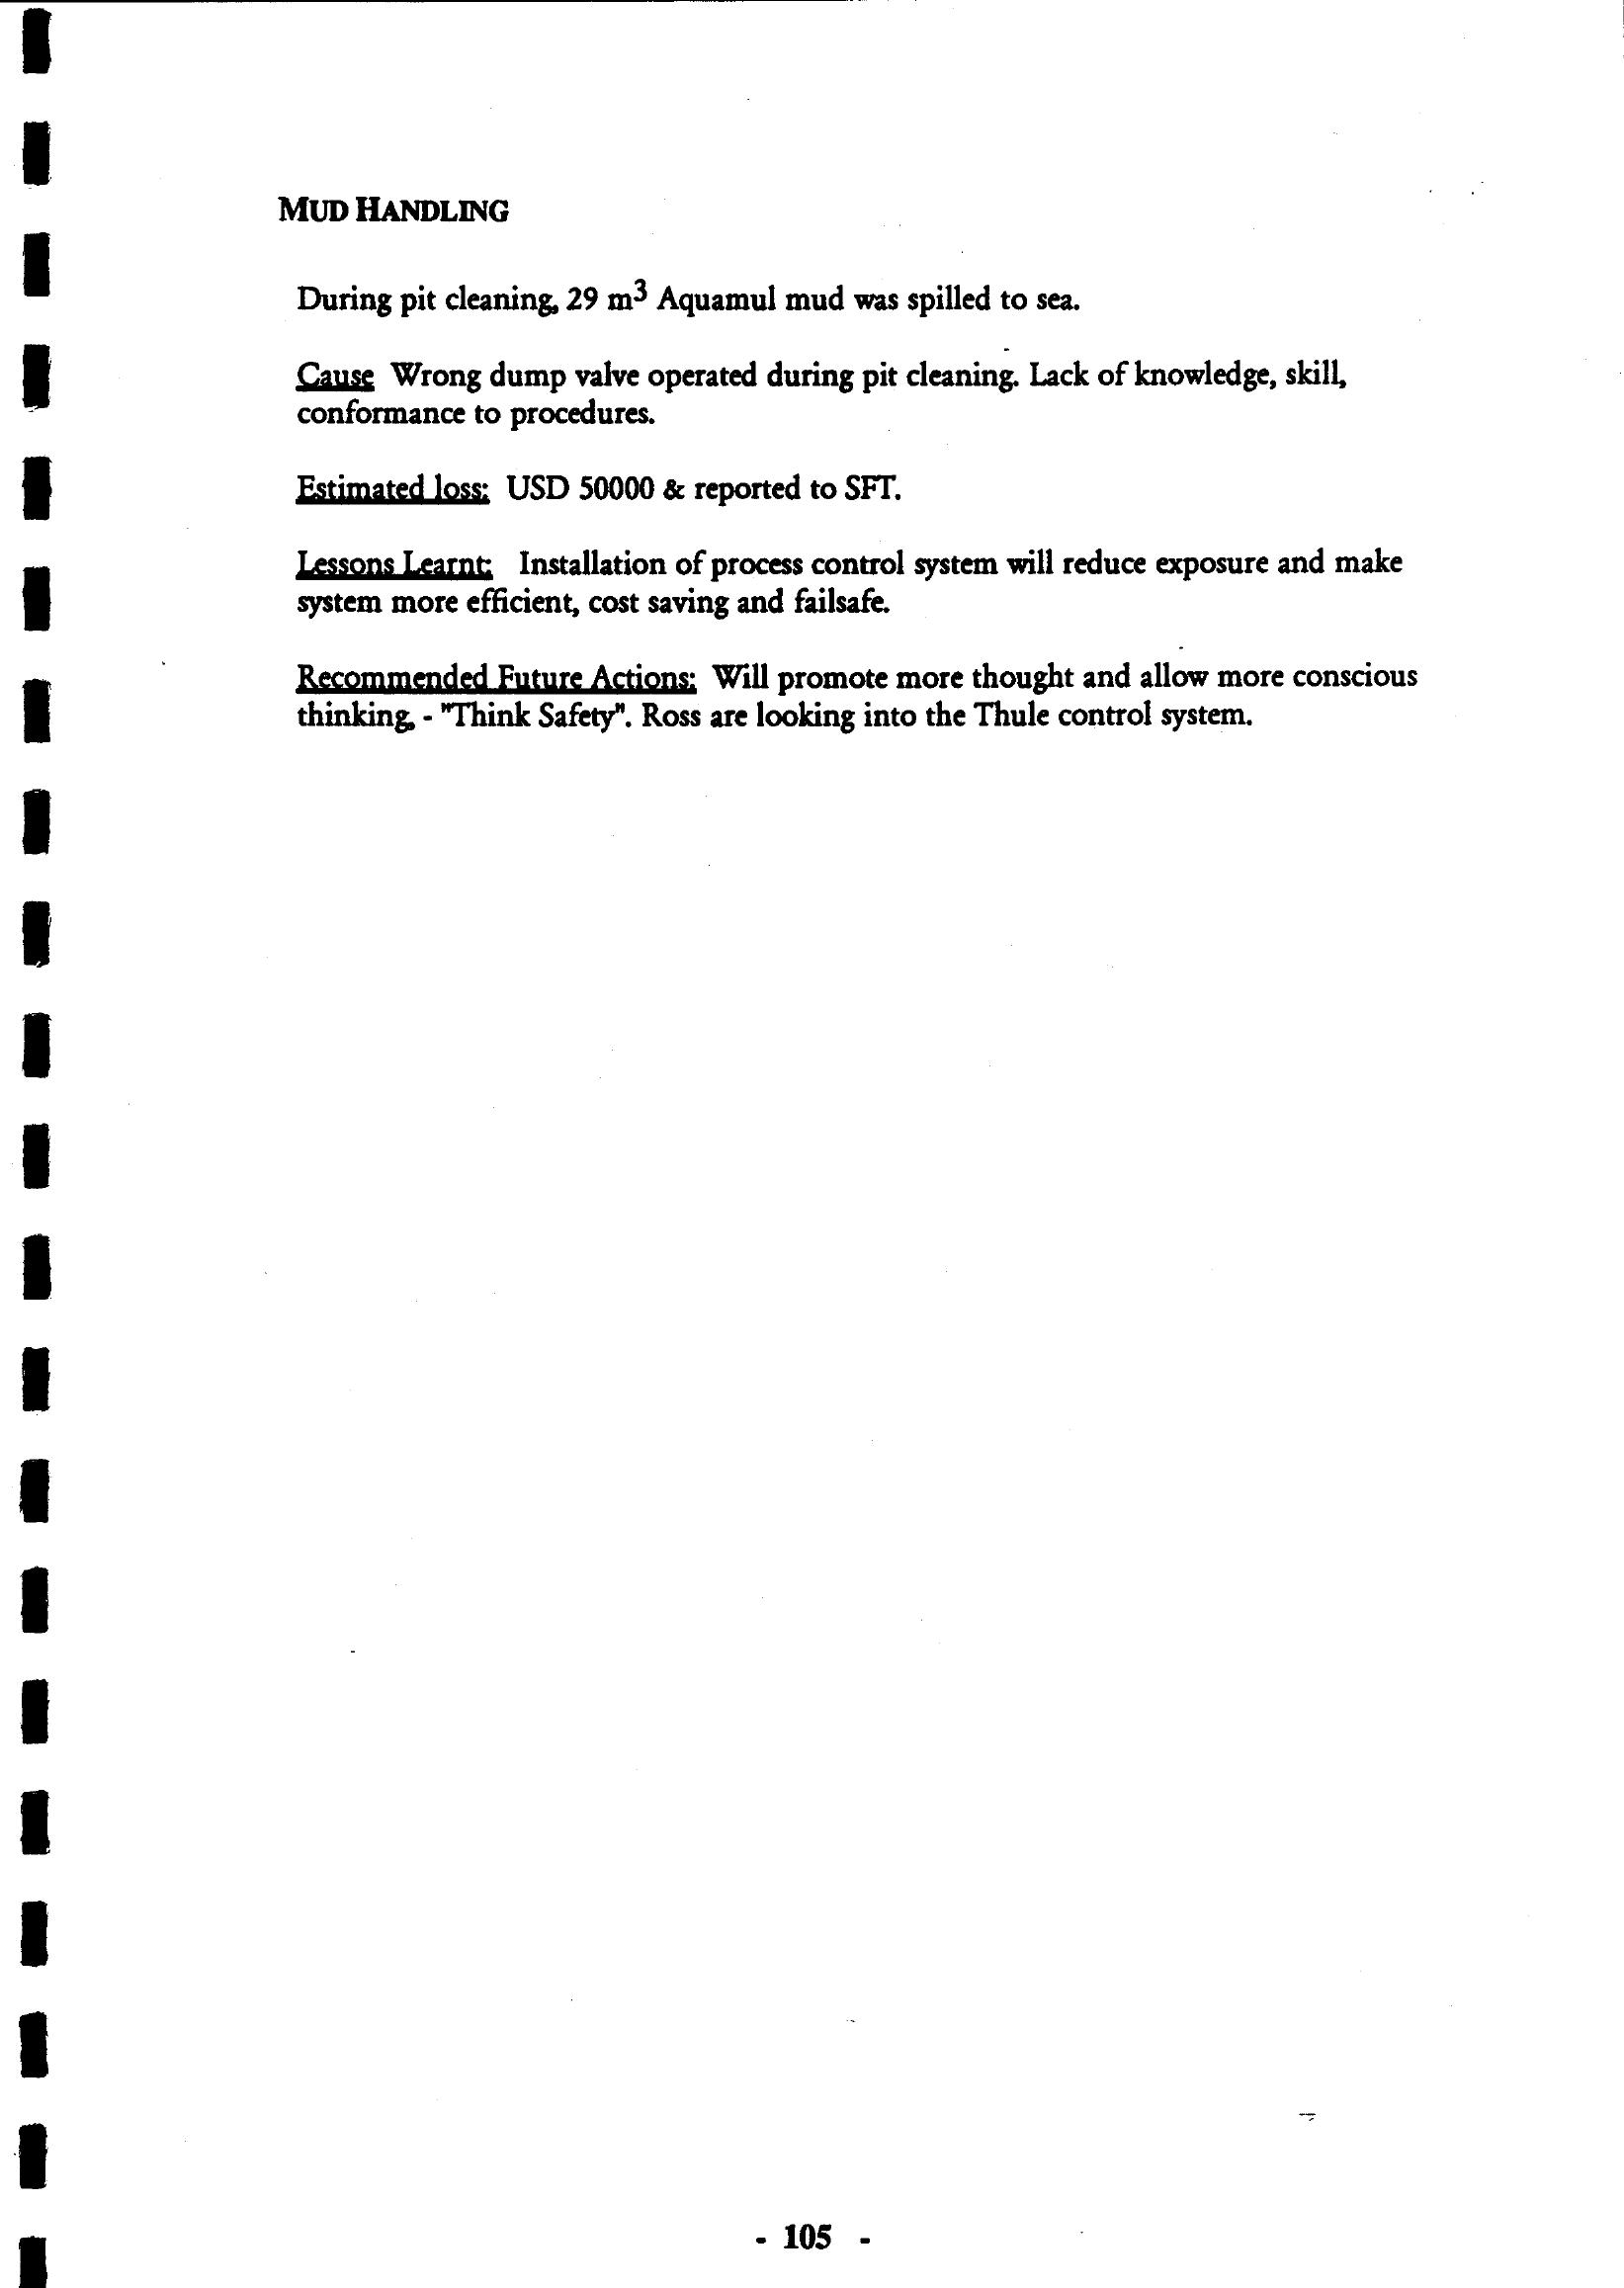 MUD HANDLING
During pit cleaning, 29 m³ Aquamul mud was spilled to sea.
Cause Wrong dump valve operated during pit cleaning. Lack of knowledge, skill,
conformance to procedures.
Estimated loss: USD 50000 & reported to SFT.
Lessons Learnt: Installation of process control system will reduce exposure and make
system more efficient, cost saving and failsafe.
Recommended Future Actions: Will promote more thought and allow more conscious
thinking, - "Think Safety". Ross are looking into the Thule control system.
- 105 -